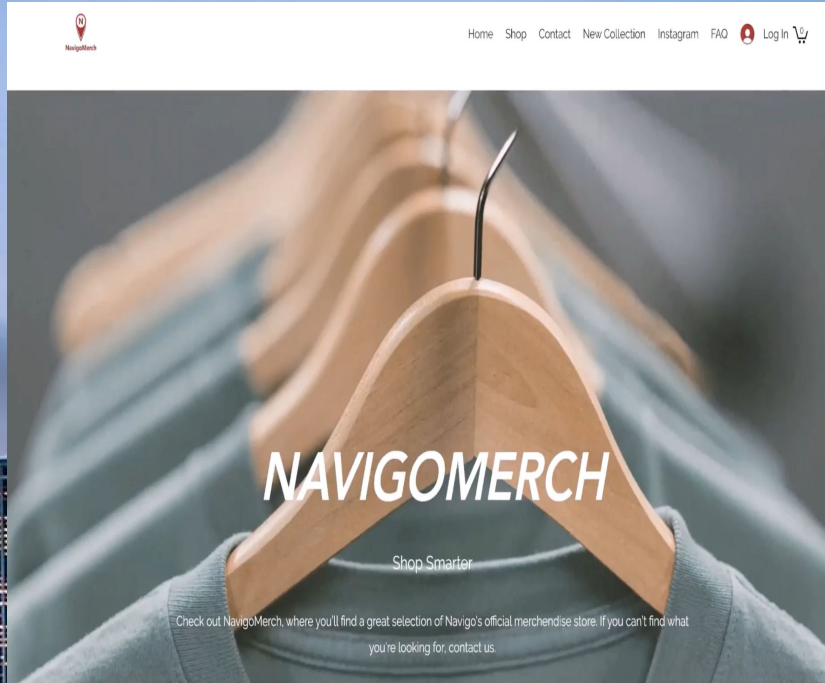 N
NavigoMerch
Home Shop Contact New Collection Instagram FAQ Log In 0
NAVIGOMERCH
Shop Smarter
Check out NavigoMerch, where you'll find a great selection of Navigo's official merchendise store. If you can't find what
you're looking for, contact us.